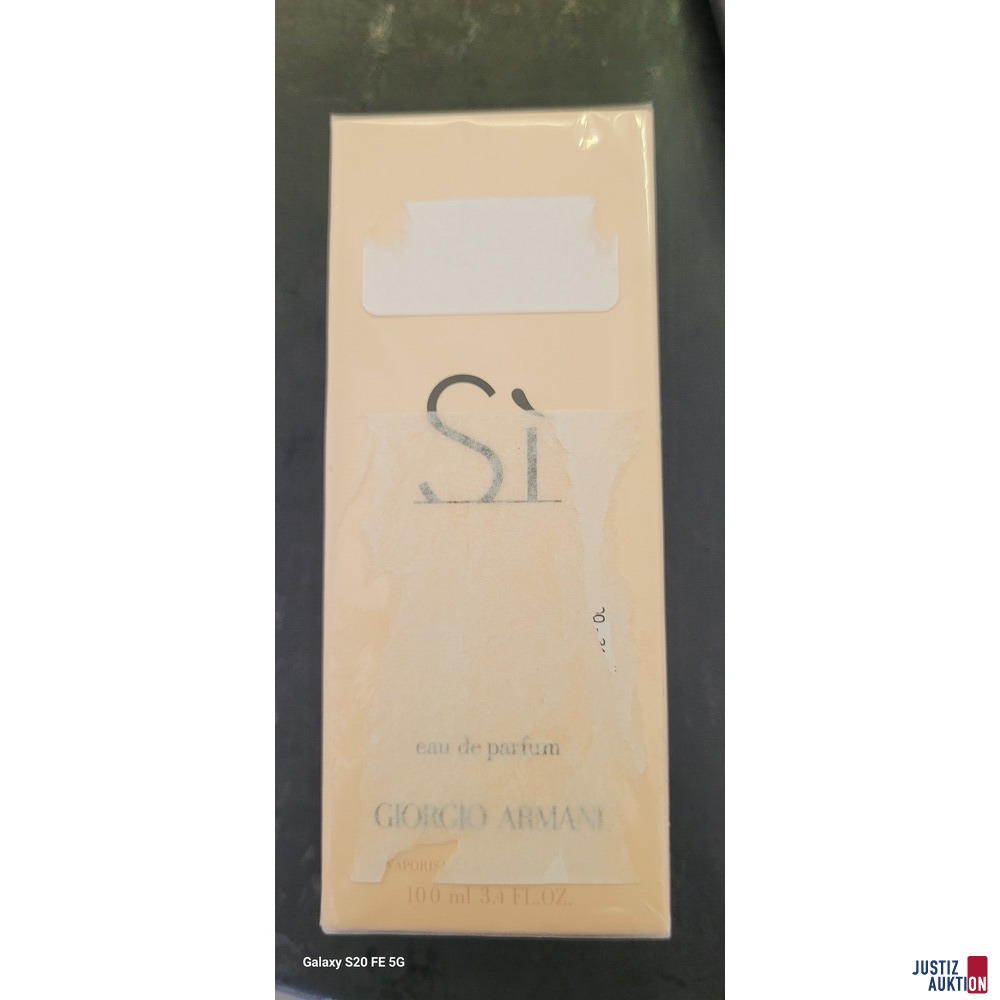 Sì
eau de parfum
GIORGIO ARMANI
100 ml 3.4 FL.OZ.
Galaxy S20 FE 5G
JUSTIZ
AUKTION